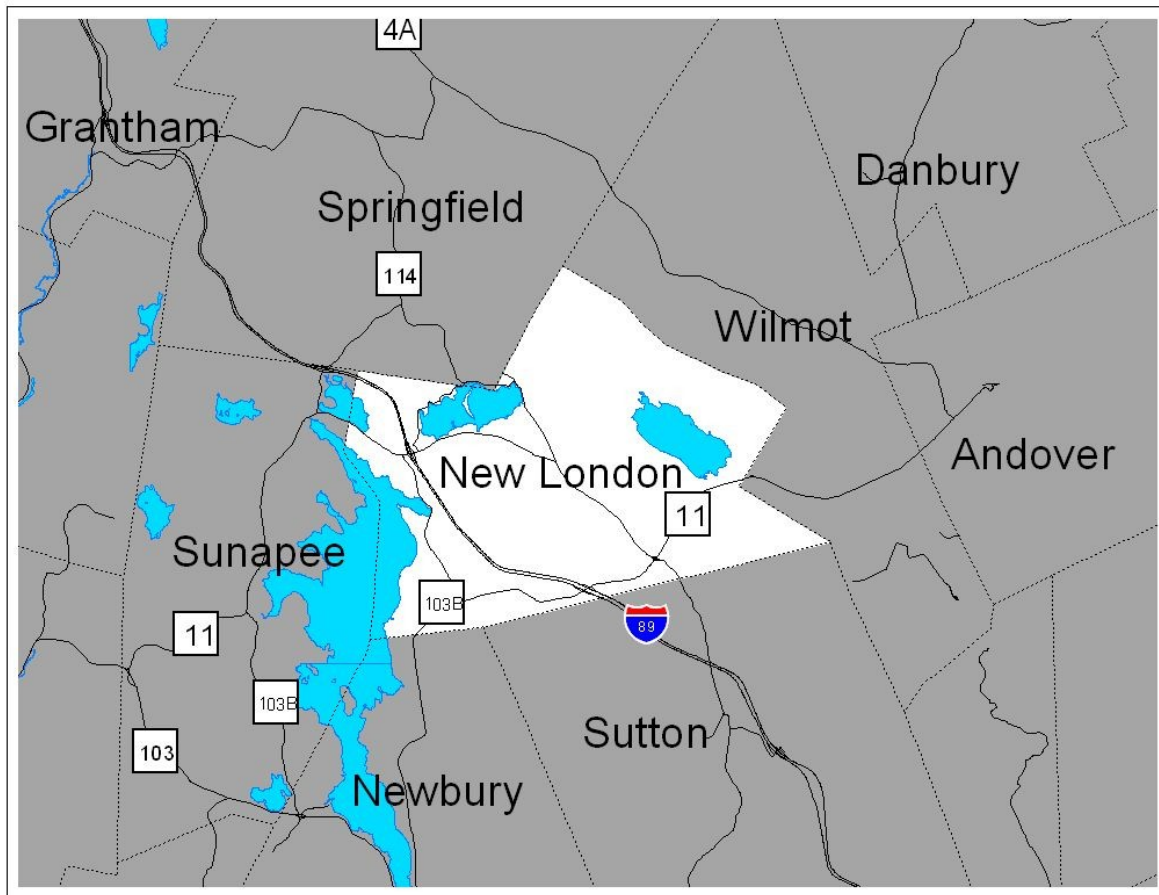 4A
Grantham
Danbury
Springfield
114
Wilmot
Andover
New London
11
Sunapee
103B
11
89
103B
Sutton
103
Newbury